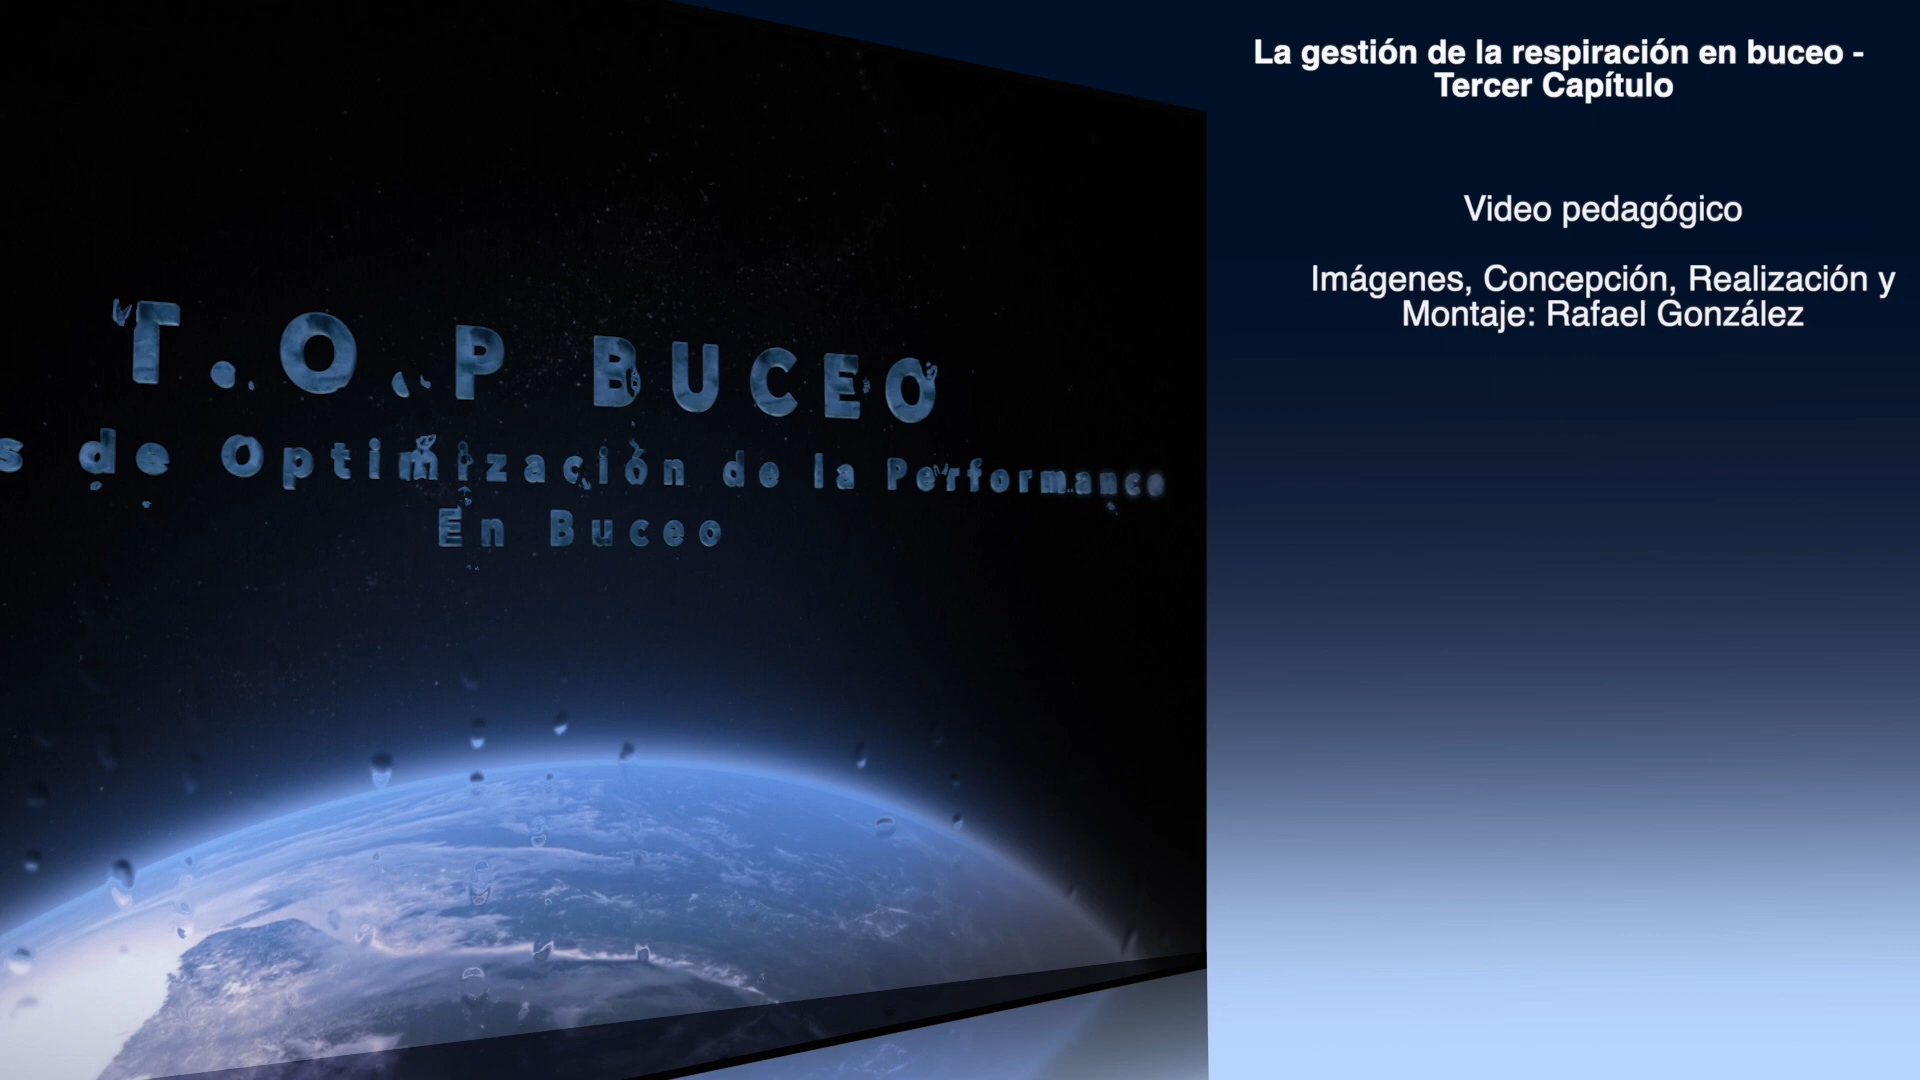 La gestión de la respiración en buceo -
Tercer Capítulo
Video pedagógico
Imágenes, Concepción, Realización y
Montaje: Rafael González
T.O.P BUCEO
s de Optimización de la Performance
En Buceo